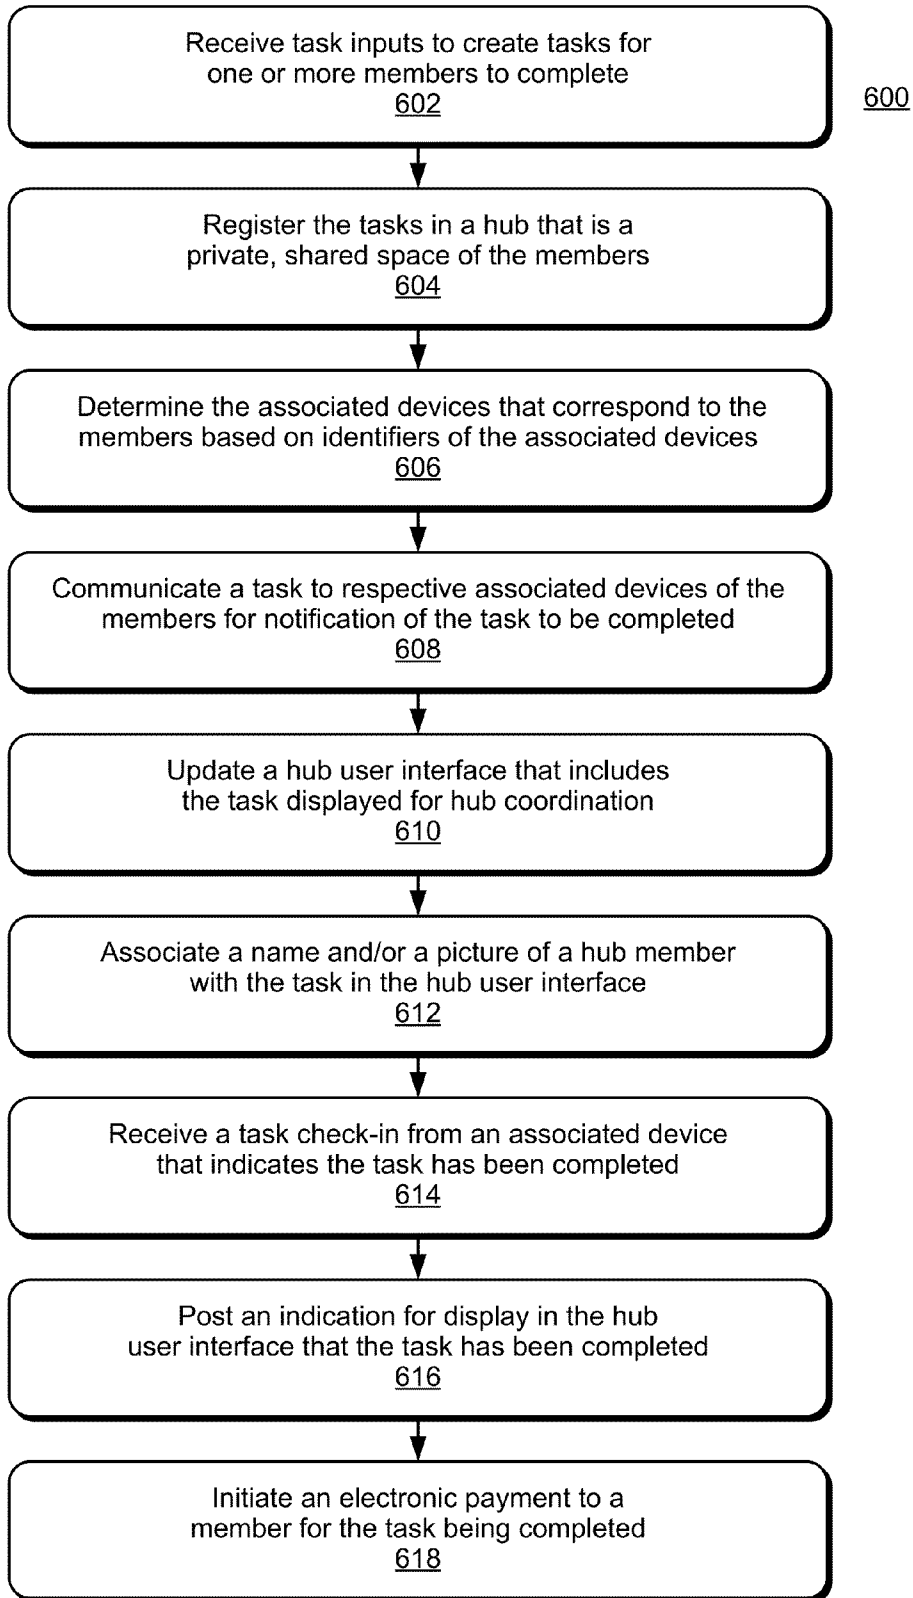 Receive task inputs to create tasks for
one or more members to complete
602
600
Register the tasks in a hub that is a
private, shared space of the members
604
Determine the associated devices that correspond to the
members based on identifiers of the associated devices
606
Communicate a task to respective associated devices of the
members for notification of the task to be completed
608
Update a hub user interface that includes
the task displayed for hub coordination
610
Associate a name and/or a picture of a hub member
with the task in the hub user interface
612
Receive a task check-in from an associated device
that indicates the task has been completed
614
Post an indication for display in the hub
user interface that the task has been completed
616
Initiate an electronic payment to a
member for the task being completed
618